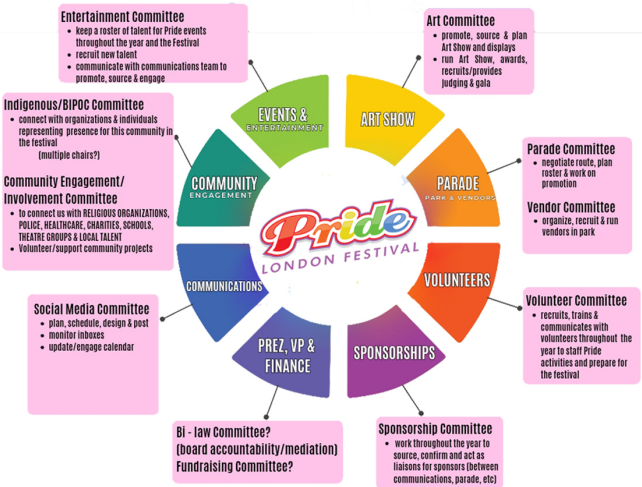 Entertainment Committee
• keep a roster of talent for Pride events
throughout the year and the Festival
• recruit new talent
• communicate with communications team to
promote, source & engage
Art Committee
• promote, source & plan
Art Show and displays
• run Art Show, awards,
recruits/provides
Judging & gala
Indigenous/BIPOC Committee
• connect with organizations & individuals
representing presence for this community in
the festival
(multiple chairs?)
Community Engagement/
Involvement Committee
• to connect us with RELIGIOUS ORGANIZATIONS,
POLICE, HEALTHCARE, CHARITIES, SCHOOLS,
THEATRE GROUPS & LOCAL TALENT
• Volunteer/support community projects
EVENTS &
ENTERTAINMENT
ART SHOW
COMMUNITY
ENGAGEMENT
PARADE
PARK & VENDORS
Parade Committee
• negotiate route, plan
roster & work on
promotion
Vendor Committee
• organize, recruit & run
vendors in park
Pride
LONDON FESTIVAL
COMMUNICATIONS
VOLUNTEERS
PREZ, VP &
FINANCE
SPONSORSHIPS
Social Media Committee
• plan, schedule, design & post
• monitor inboxes
• update/engage calendar
Volunteer Committee
• recruits, trains &
communicates with
volunteers throughout the
year to staff Pride
activities and prepare for
the festival
Bi - law Committee?
(board accountability/mediation)
Fundraising Committee?
Sponsorship Committee
• work throughout the year to
source, confirm and act as
liaisons for sponsors (between
communications, parade, etc)